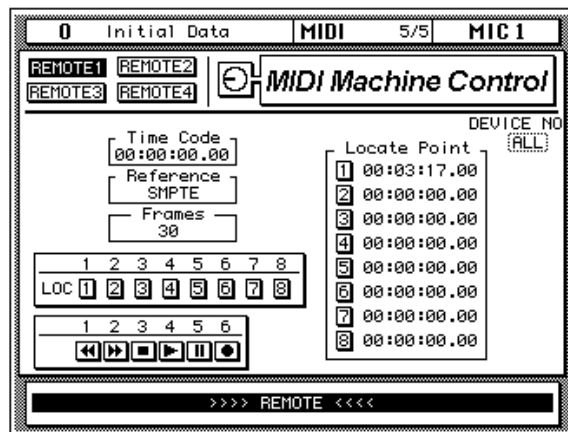 0 Initial Data MIDI 5/5 MIC 1
REMOTE1 REMOTE2
REMOTE3 REMOTE4
MIDI Machine Control
DEVICE NO
ALL
Time Code
00:00:00.00
Reference
SMPTE
Frames
30
Locate Point
1 00:03:17.00
2 00:00:00.00
3 00:00:00.00
4 00:00:00.00
5 00:00:00.00
6 00:00:00.00
7 00:00:00.00
8 00:00:00.00
1 2 3 4 5 6 7 8
LOC 1 2 3 4 5 6 7 8
1 2 3 4 5 6
>>>> REMOTE <<<<